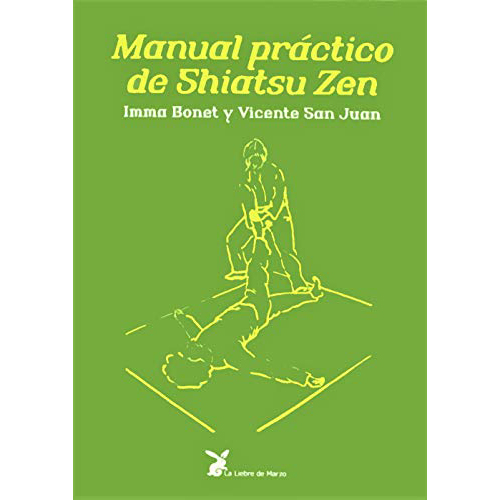 Manual práctico
de Shiatsu Zen
Imma Bonet y Vicente San Juan
La Liebre de Marzo